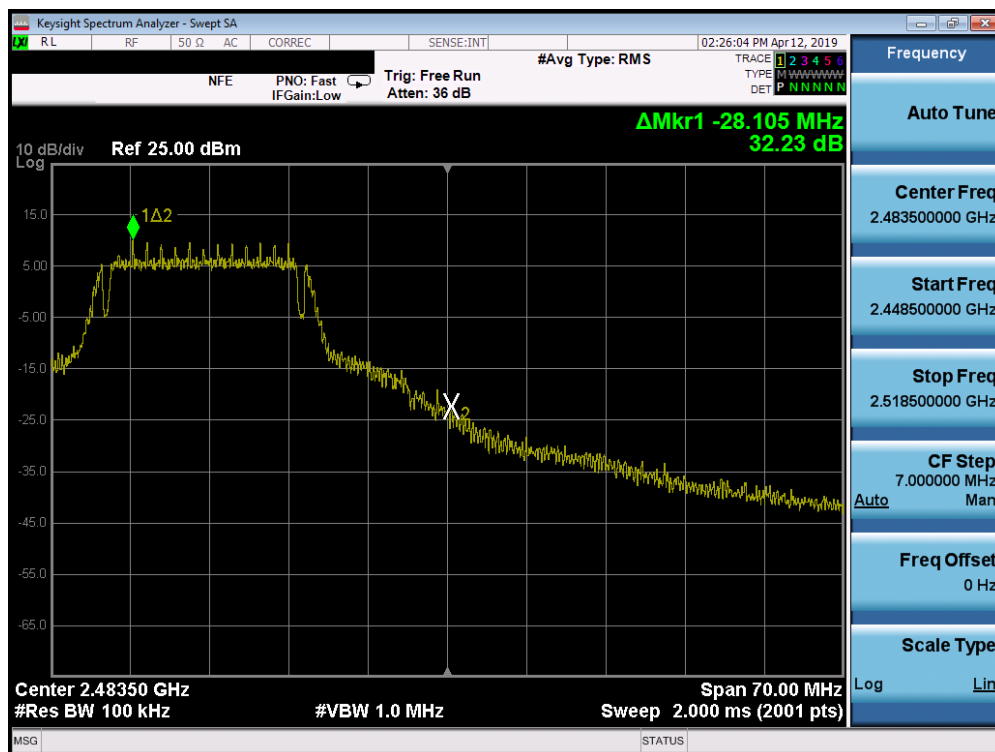 Keysight Spectrum Analyzer - Swept SA
LXI RL RF 50 Ω AC CORREC SENSE:INT 02:26:04 PM Apr 12, 2019
#Avg Type: RMS
NFE PNO: Fast Trig: Free Run
IFGain:Low Atten: 36 dB
TRACE 1 2 3 4 5 6
TYPE M W W W W W
DET P N N N N N
ΔMkr1 -28.105 MHz
32.23 dB
10 dB/div Ref 25.00 dBm
Log
15.0
5.00
-5.00
-15.0
-25.0
-35.0
-45.0
-55.0
-65.0
1Δ2
X2
Center 2.48350 GHz Span 70.00 MHz
#Res BW 100 kHz #VBW 1.0 MHz Sweep 2.000 ms (2001 pts)
MSG STATUS
Frequency
Auto Tune
Center Freq
2.483500000 GHz
Start Freq
2.448500000 GHz
Stop Freq
2.518500000 GHz
CF Step
7.000000 MHz
Auto Man
Freq Offset
0 Hz
Scale Type
Log Lin